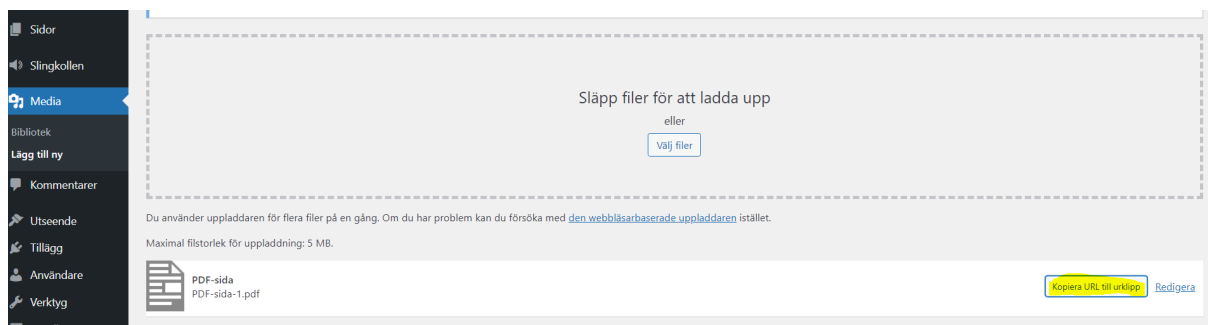 Sidor
Slingkollen
Media
Bibliotek
Lägg till ny
Kommentarer
Utseende
Tillägg
Användare
Verktyg
Släpp filer för att ladda upp
eller
Välj filer
Du använder uppladdaren för flera filer på en gång. Om du har problem kan du försöka med den webbläsarbaserade uppladdaren istället.
Maximal filstorlek för uppladdning: 5 MB.
PDF-sida
PDF-sida-1.pdf
Kopiera URL till urklipp
Redigera